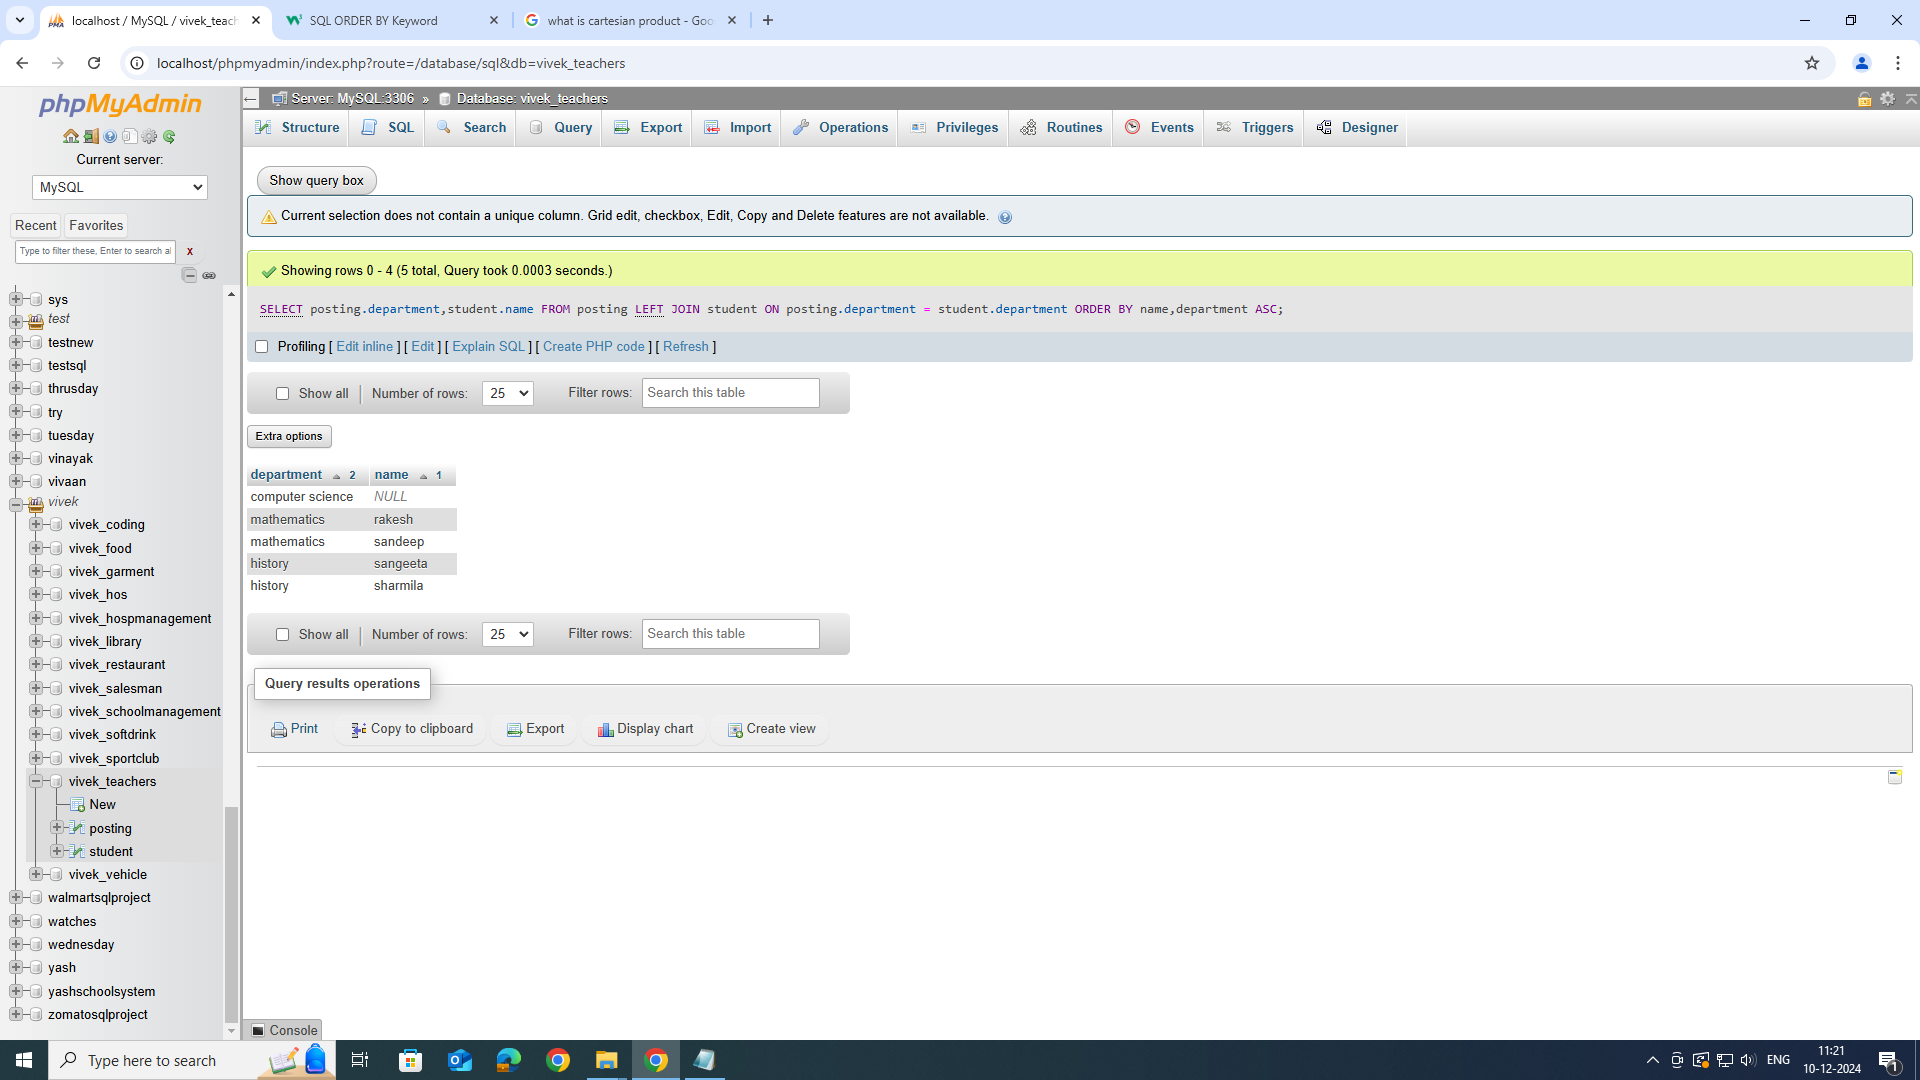 localhost / MySQL / vivek_teach
SQL ORDER BY Keyword
what is cartesian product - Goo
localhost/phpmyadmin/index.php?route=/database/sql&db=vivek_teachers
phpMyAdmin
Current server:
MySQL
Recent Favorites
Type to filter these, Enter to search al X
sys
test
testnew
testsql
thrusday
try
tuesday
vinayak
vivaan
vivek
vivek_coding
vivek_food
vivek_garment
vivek_hos
vivek_hospmanagement
vivek_library
vivek_restaurant
vivek_salesman
vivek_schoolmanagement
vivek_softdrink
vivek_sportclub
vivek_teachers
New
posting
student
vivek_vehicle
walmartsqlproject
watches
wednesday
yash
yashschoolsystem
zomatosqlproject
Server: MySQL:3306 » Database: vivek_teachers
Structure SQL Search Query Export Import Operations Privileges Routines Events Triggers Designer
Show query box
Current selection does not contain a unique column. Grid edit, checkbox, Edit, Copy and Delete features are not available.
Showing rows 0 - 4 (5 total, Query took 0.0003 seconds.)
SELECT posting.department,student.name FROM posting LEFT JOIN student ON posting.department = student.department ORDER BY name,department ASC;
Profiling [ Edit inline ] [ Edit ] [ Explain SQL ] [ Create PHP code ] [ Refresh ]
Show all Number of rows: 25 Filter rows: Search this table
Extra options
department 2 name 1
computer science NULL
mathematics rakesh
mathematics sandeep
history sangeeta
history sharmila
Show all Number of rows: 25 Filter rows: Search this table
Query results operations
Print Copy to clipboard Export Display chart Create view
Console
Type here to search
ENG
11:21
10-12-2024
1